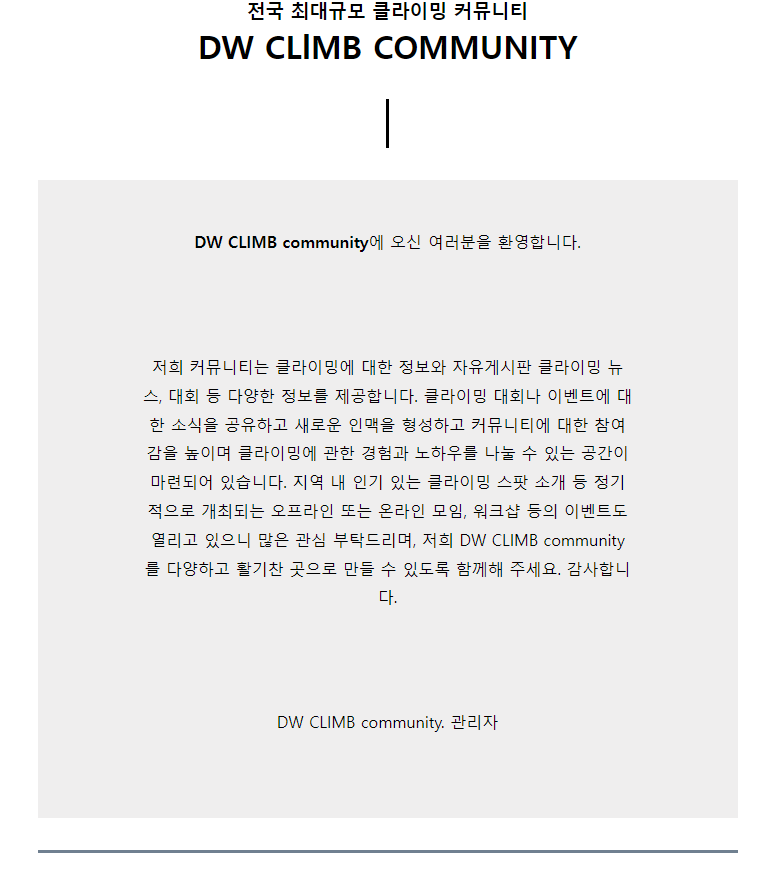 전국 최대규모 클라이밍 커뮤니티
DW CLlMB COMMUNITY
DW CLIMB community에 오신 여러분을 환영합니다.
저희 커뮤니티는 클라이밍에 대한 정보와 자유게시판 클라이밍 뉴
스, 대회 등 다양한 정보를 제공합니다. 클라이밍 대회나 이벤트에 대
한 소식을 공유하고 새로운 인맥을 형성하고 커뮤니티에 대한 참여
감을 높이며 클라이밍에 관한 경험과 노하우를 나눌 수 있는 공간이
마련되어 있습니다. 지역 내 인기 있는 클라이밍 스팟 소개 등 정기
적으로 개최되는 오프라인 또는 온라인 모임, 워크샵 등의 이벤트도
열리고 있으니 많은 관심 부탁드리며, 저희 DW CLIMB community
를 다양하고 활기찬 곳으로 만들 수 있도록 함께해 주세요. 감사합니
다.
DW CLIMB community. 관리자